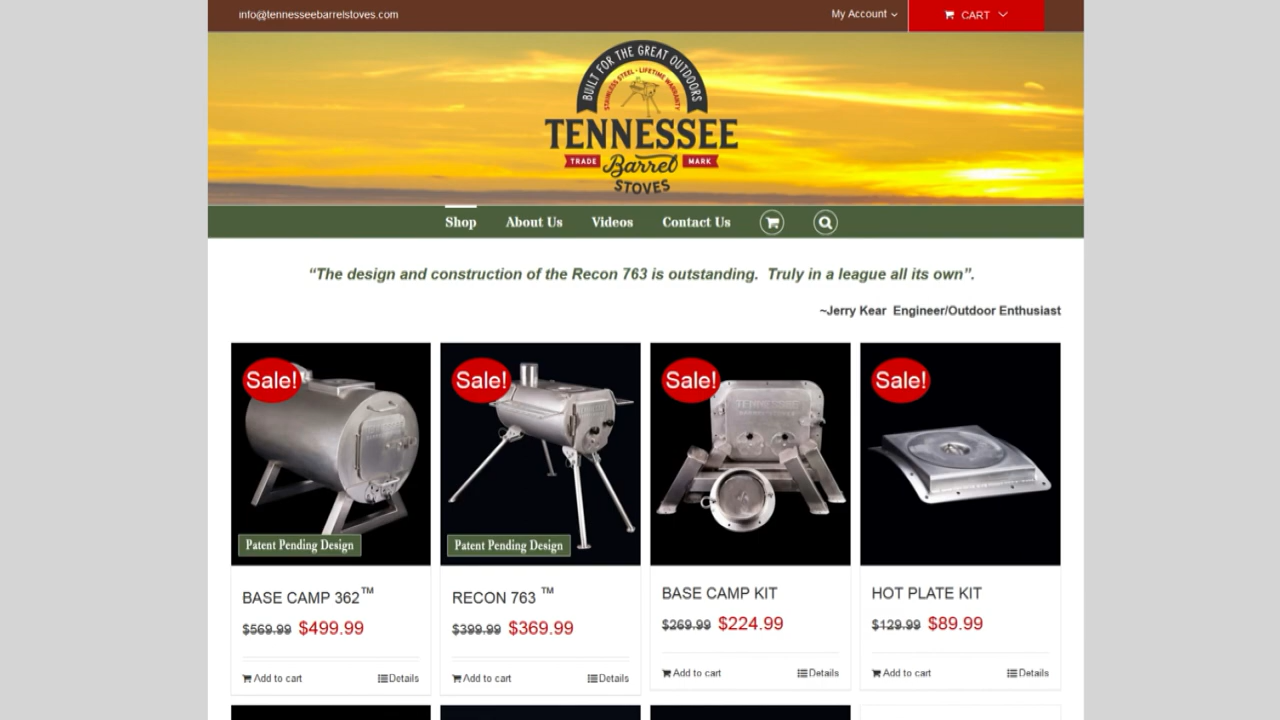 info@tennesseebarrelstoves.com
My Account
CART
BUILT FOR THE GREAT OUTDOORS
STAINLESS STEEL • LIFETIME WARRANTY
TENNESSEE
TRADE Barrel MARK
STOVES
Shop About Us Videos Contact Us
“The design and construction of the Recon 763 is outstanding. Truly in a league all its own”.
~Jerry Kear Engineer/Outdoor Enthusiast
Sale! Sale! Sale! Sale!
TENNESSEE
Patent Pending Design Patent Pending Design
BASE CAMP 362™ RECON 763 ™ BASE CAMP KIT HOT PLATE KIT
$569.99 $499.99 $399.99 $369.99 $269.99 $224.99 $129.99 $89.99
Add to cart Details Add to cart Details Add to cart Details Add to cart Details